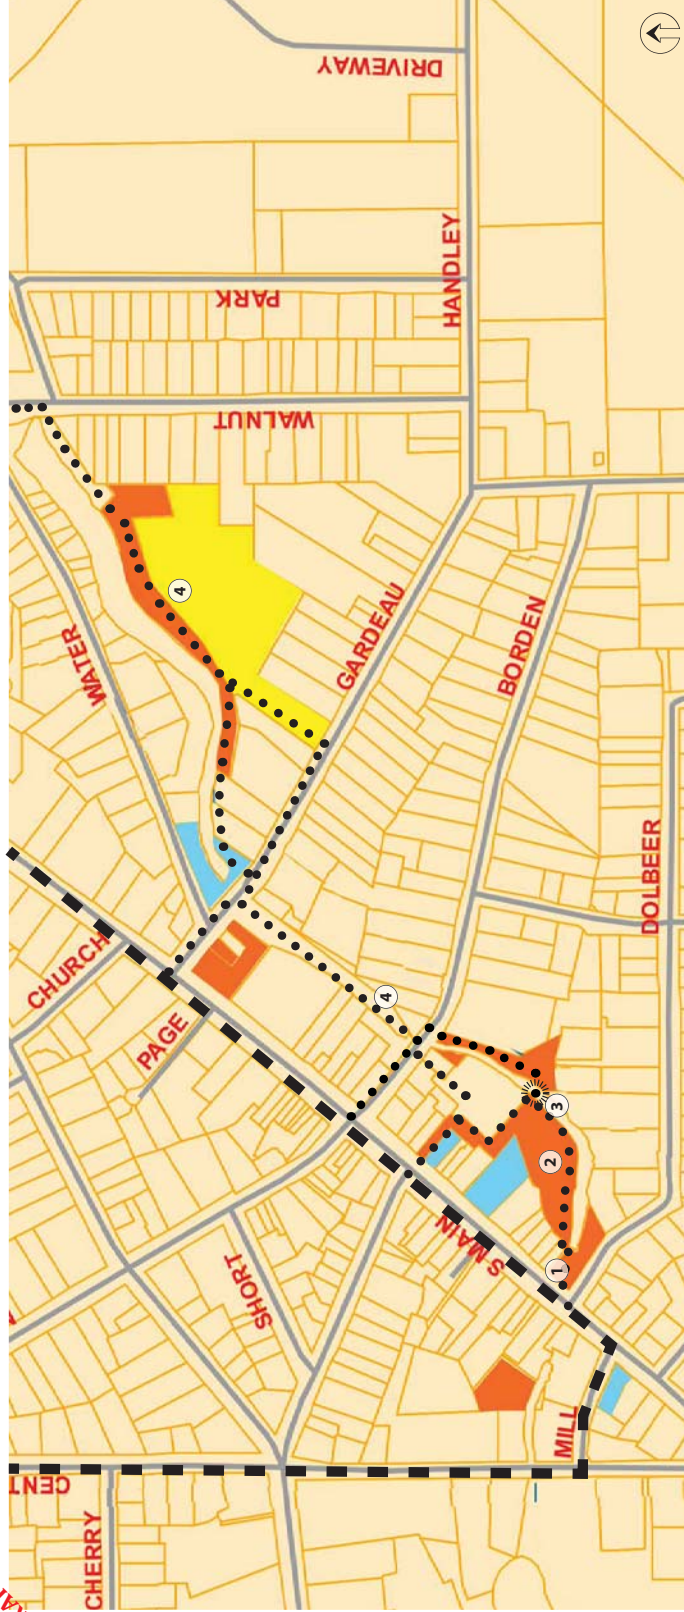 DRIVEWAY
HANDLEY
PARK
WALNUT
4
WATER
GARDEAU
BORDEN
DOLBEER
CHURCH
PAGE
4
3
2
S MAIN
1
SHORT
MILL
CENT
CHERRY